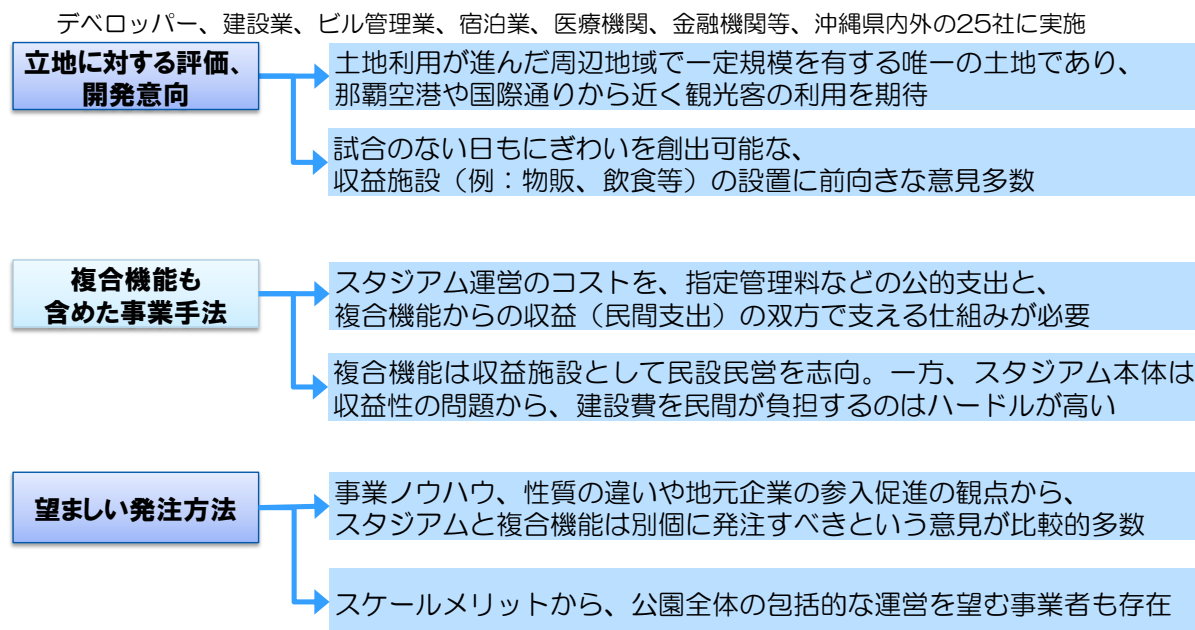 デベロッパー、建設業、ビル管理業、宿泊業、医療機関、金融機関等、沖縄県内外の25社に実施
立地に対する評価、
開発意向
土地利用が進んだ周辺地域で一定規模を有する唯一の土地であり、
那覇空港や国際通りから近く観光客の利用を期待
試合のない日もにぎわいを創出可能な、
収益施設（例：物販、飲食等）の設置に前向きな意見多数
複合機能も
含めた事業手法
スタジアム運営のコストを、指定管理料などの公的支出と、
複合機能からの収益（民間支出）の双方で支える仕組みが必要
複合機能は収益施設として民設民営を志向。一方、スタジアム本体は
収益性の問題から、建設費を民間が負担するのはハードルが高い
望ましい発注方法
事業ノウハウ、性質の違いや地元企業の参入促進の観点から、
スタジアムと複合機能は別個に発注すべきという意見が比較的多数
スケールメリットから、公園全体の包括的な運営を望む事業者も存在